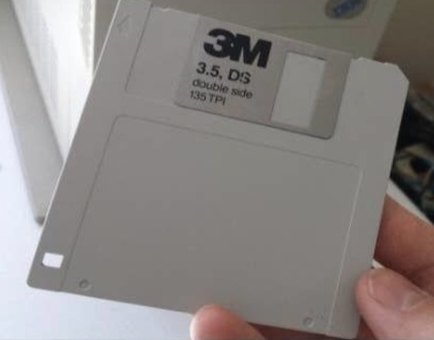 3M
3.5, DS
double side
135 TPI